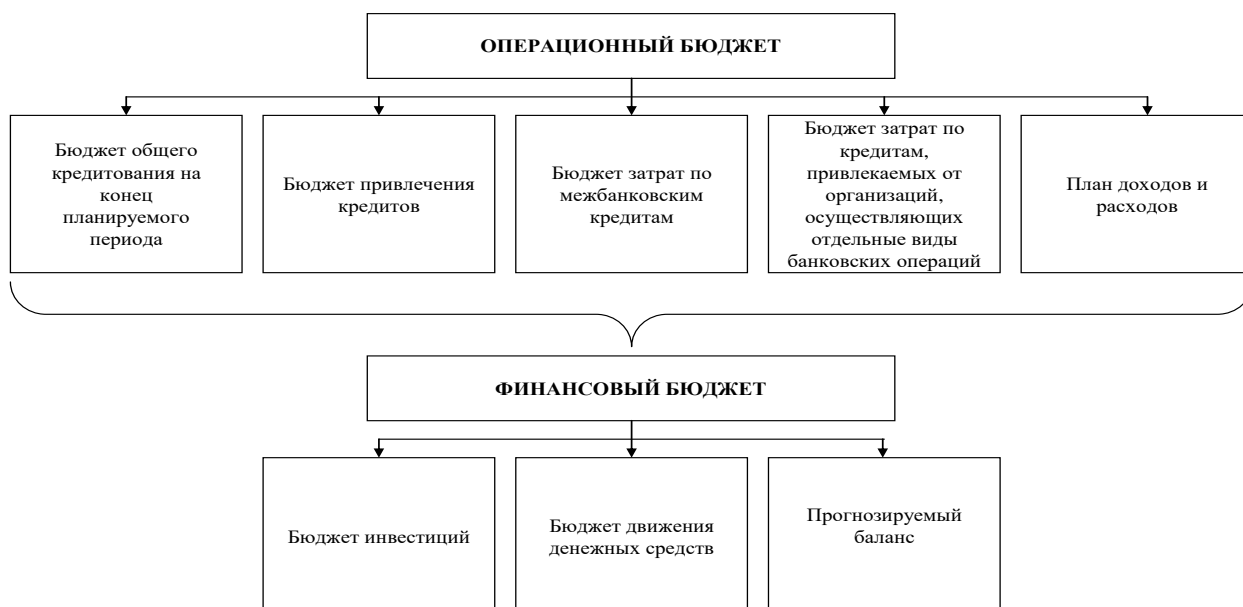 ОПЕРАЦИОННЫЙ БЮДЖЕТ
Бюджет общего
кредитования на
конец
планируемого
периода
Бюджет привлечения
кредитов
Бюджет затрат по
межбанковским
кредитам
Бюджет затрат по
кредитам,
привлекаемых от
организаций,
осуществляющих
отдельные виды
банковских операций
План доходов и
расходов
ФИНАНСОВЫЙ БЮДЖЕТ
Бюджет инвестиций
Бюджет движения
денежных средств
Прогнозируемый
баланс